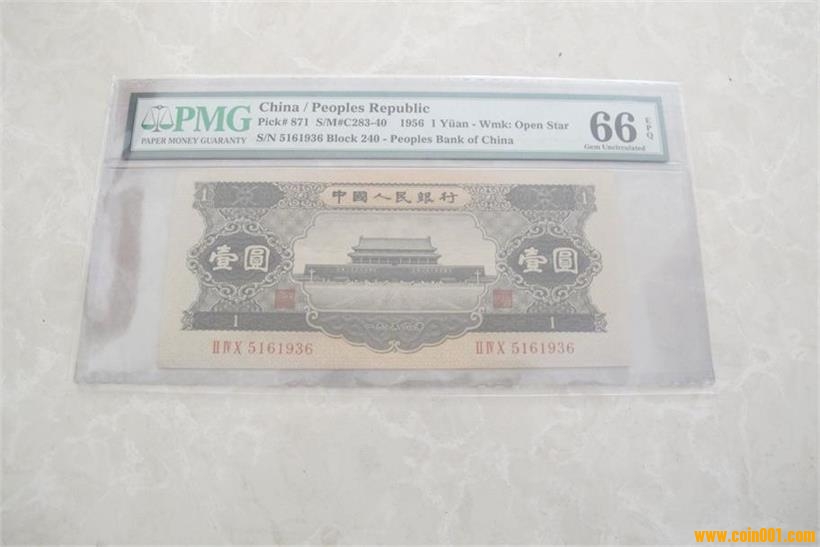 PMG
PAPER MONEY GUARANTY
China / Peoples Republic
Pick# 871 S/M#C283-40 1956 1 Yüan - Wmk: Open Star
S/N 5161936 Block 240 - Peoples Bank of China
66 EPQ
Gem Uncirculated
1 中國人民銀行 1
壹圓 壹圓
1 1
ⅡⅣⅩ 5161936 ⅡⅣⅩ 5161936
www.coin001.com